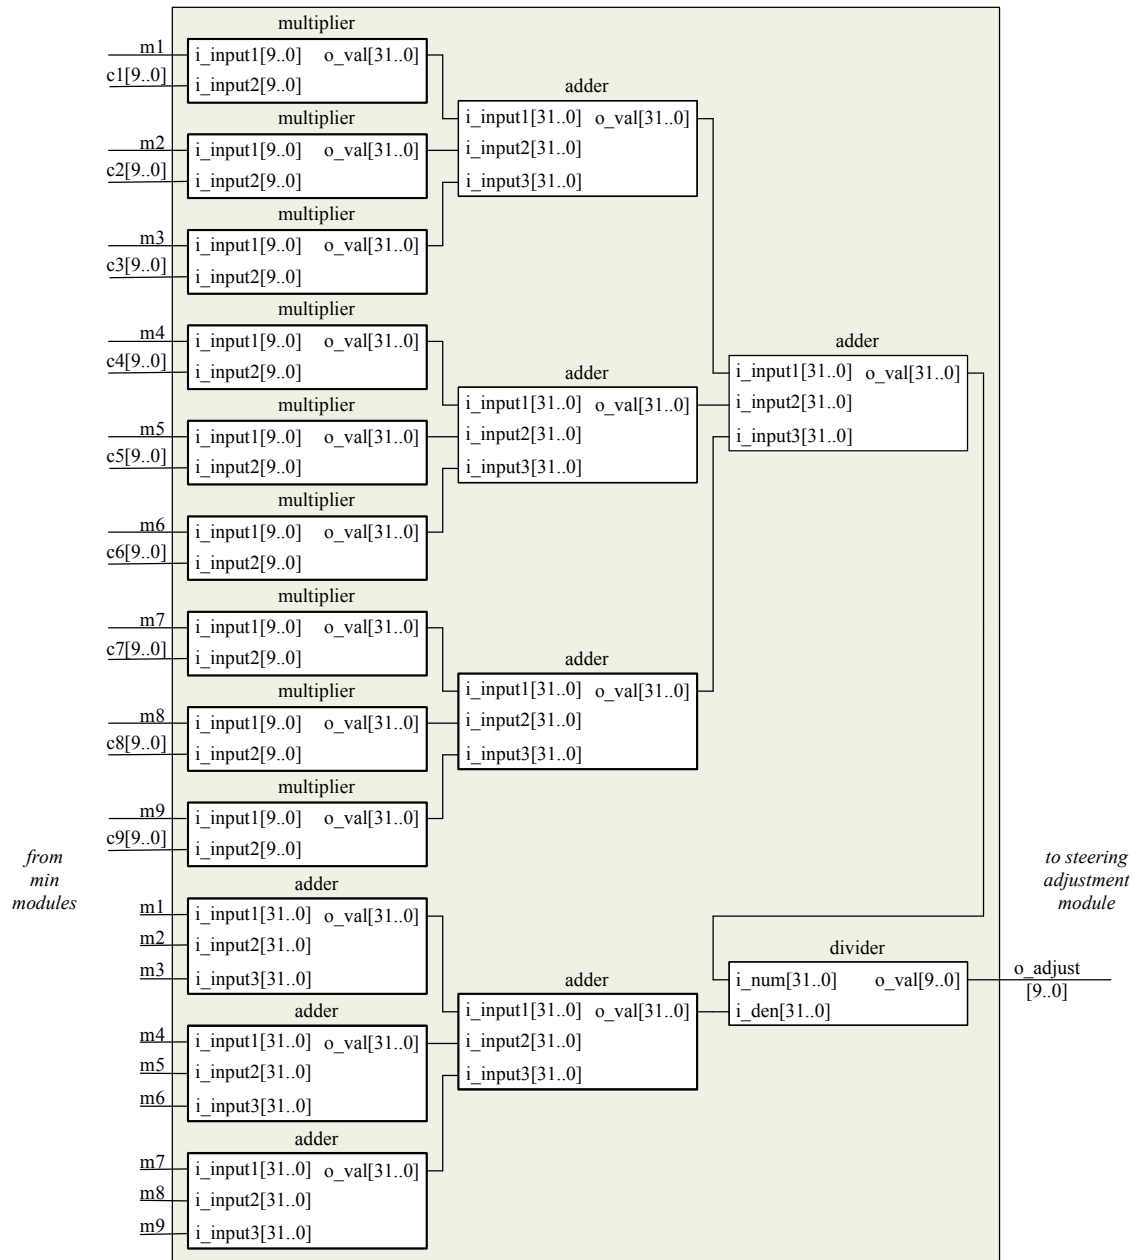 multiplier
m1
i_input1[9..0] o_val[31..0]
c1[9..0]
i_input2[9..0]
multiplier
m2
i_input1[9..0] o_val[31..0]
c2[9..0]
i_input2[9..0]
multiplier
m3
i_input1[9..0] o_val[31..0]
c3[9..0]
i_input2[9..0]
adder
i_input1[31..0] o_val[31..0]
i_input2[31..0]
i_input3[31..0]
multiplier
m4
i_input1[9..0] o_val[31..0]
c4[9..0]
i_input2[9..0]
multiplier
m5
i_input1[9..0] o_val[31..0]
c5[9..0]
i_input2[9..0]
multiplier
m6
i_input1[9..0] o_val[31..0]
c6[9..0]
i_input2[9..0]
adder
i_input1[31..0] o_val[31..0]
i_input2[31..0]
i_input3[31..0]
adder
i_input1[31..0] o_val[31..0]
i_input2[31..0]
i_input3[31..0]
multiplier
m7
i_input1[9..0] o_val[31..0]
c7[9..0]
i_input2[9..0]
multiplier
m8
i_input1[9..0] o_val[31..0]
c8[9..0]
i_input2[9..0]
multiplier
m9
i_input1[9..0] o_val[31..0]
c9[9..0]
i_input2[9..0]
adder
i_input1[31..0] o_val[31..0]
i_input2[31..0]
i_input3[31..0]
from
min
modules
adder
m1
i_input1[31..0] o_val[31..0]
m2
i_input2[31..0]
m3
i_input3[31..0]
adder
m4
i_input1[31..0] o_val[31..0]
m5
i_input2[31..0]
m6
i_input3[31..0]
adder
m7
i_input1[31..0] o_val[31..0]
m8
i_input2[31..0]
m9
i_input3[31..0]
adder
i_input1[31..0] o_val[31..0]
i_input2[31..0]
i_input3[31..0]
divider
i_num[31..0] o_val[9..0]
i_den[31..0]
o_adjust
[9..0]
to steering
adjustment
module